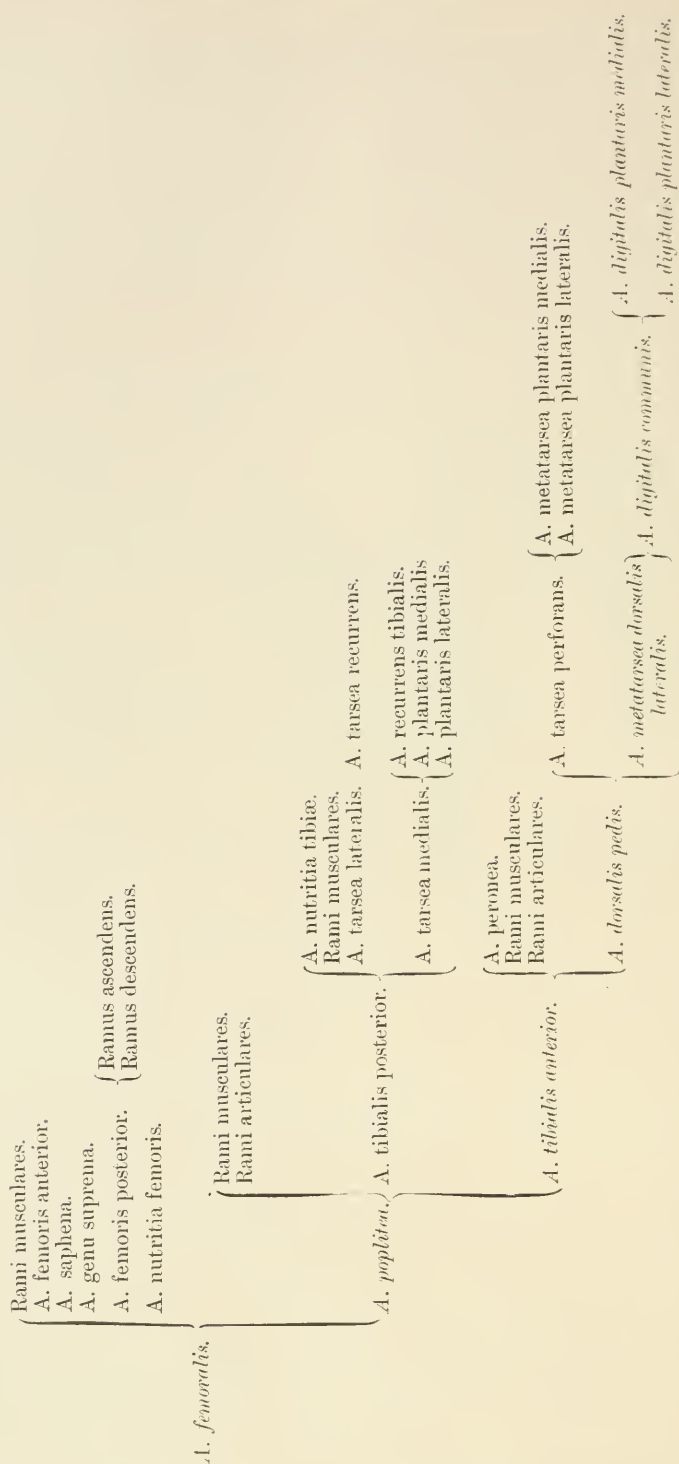 Rami musculares.
A. femoris anterior.
A. saphena.
A. genu suprema.
A. femoris posterior. { Ramus ascendens.
Ramus descendens.
A. nutritia femoris.
A. femoralis.
Rami musculares.
Rami articulares.
A. nutritia tibiæ.
Rami musculares.
A. tarsea lateralis. A. tarsea recurrens.
A. poplitea. A. tibialis posterior.
A. recurrens tibialis.
A. tarsea medialis. { A. plantaris medialis
A. plantaris lateralis.
A. peronea.
Rami musculares.
Rami articulares.
A. tibialis anterior.
A. tarsea perforans. { A. metatarsea plantaris medialis.
A. metatarsea plantaris lateralis.
A. dorsalis pedis.
A. metatarsea dorsalis } A. digitalis communis. { A. digitalis plantaris medialis.
lateralis.
A. digitalis plantaris lateralis.